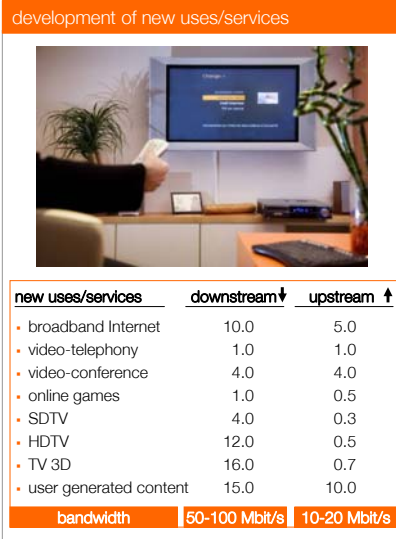 development of new uses/services
new uses/services downstream⬇ upstream ⬆
▪ broadband Internet 10.0 5.0
▪ video-telephony 1.0 1.0
▪ video-conference 4.0 4.0
▪ online games 1.0 0.5
▪ SDTV 4.0 0.3
▪ HDTV 12.0 0.5
▪ TV 3D 16.0 0.7
▪ user generated content 15.0 10.0
bandwidth 50-100 Mbit/s 10-20 Mbit/s